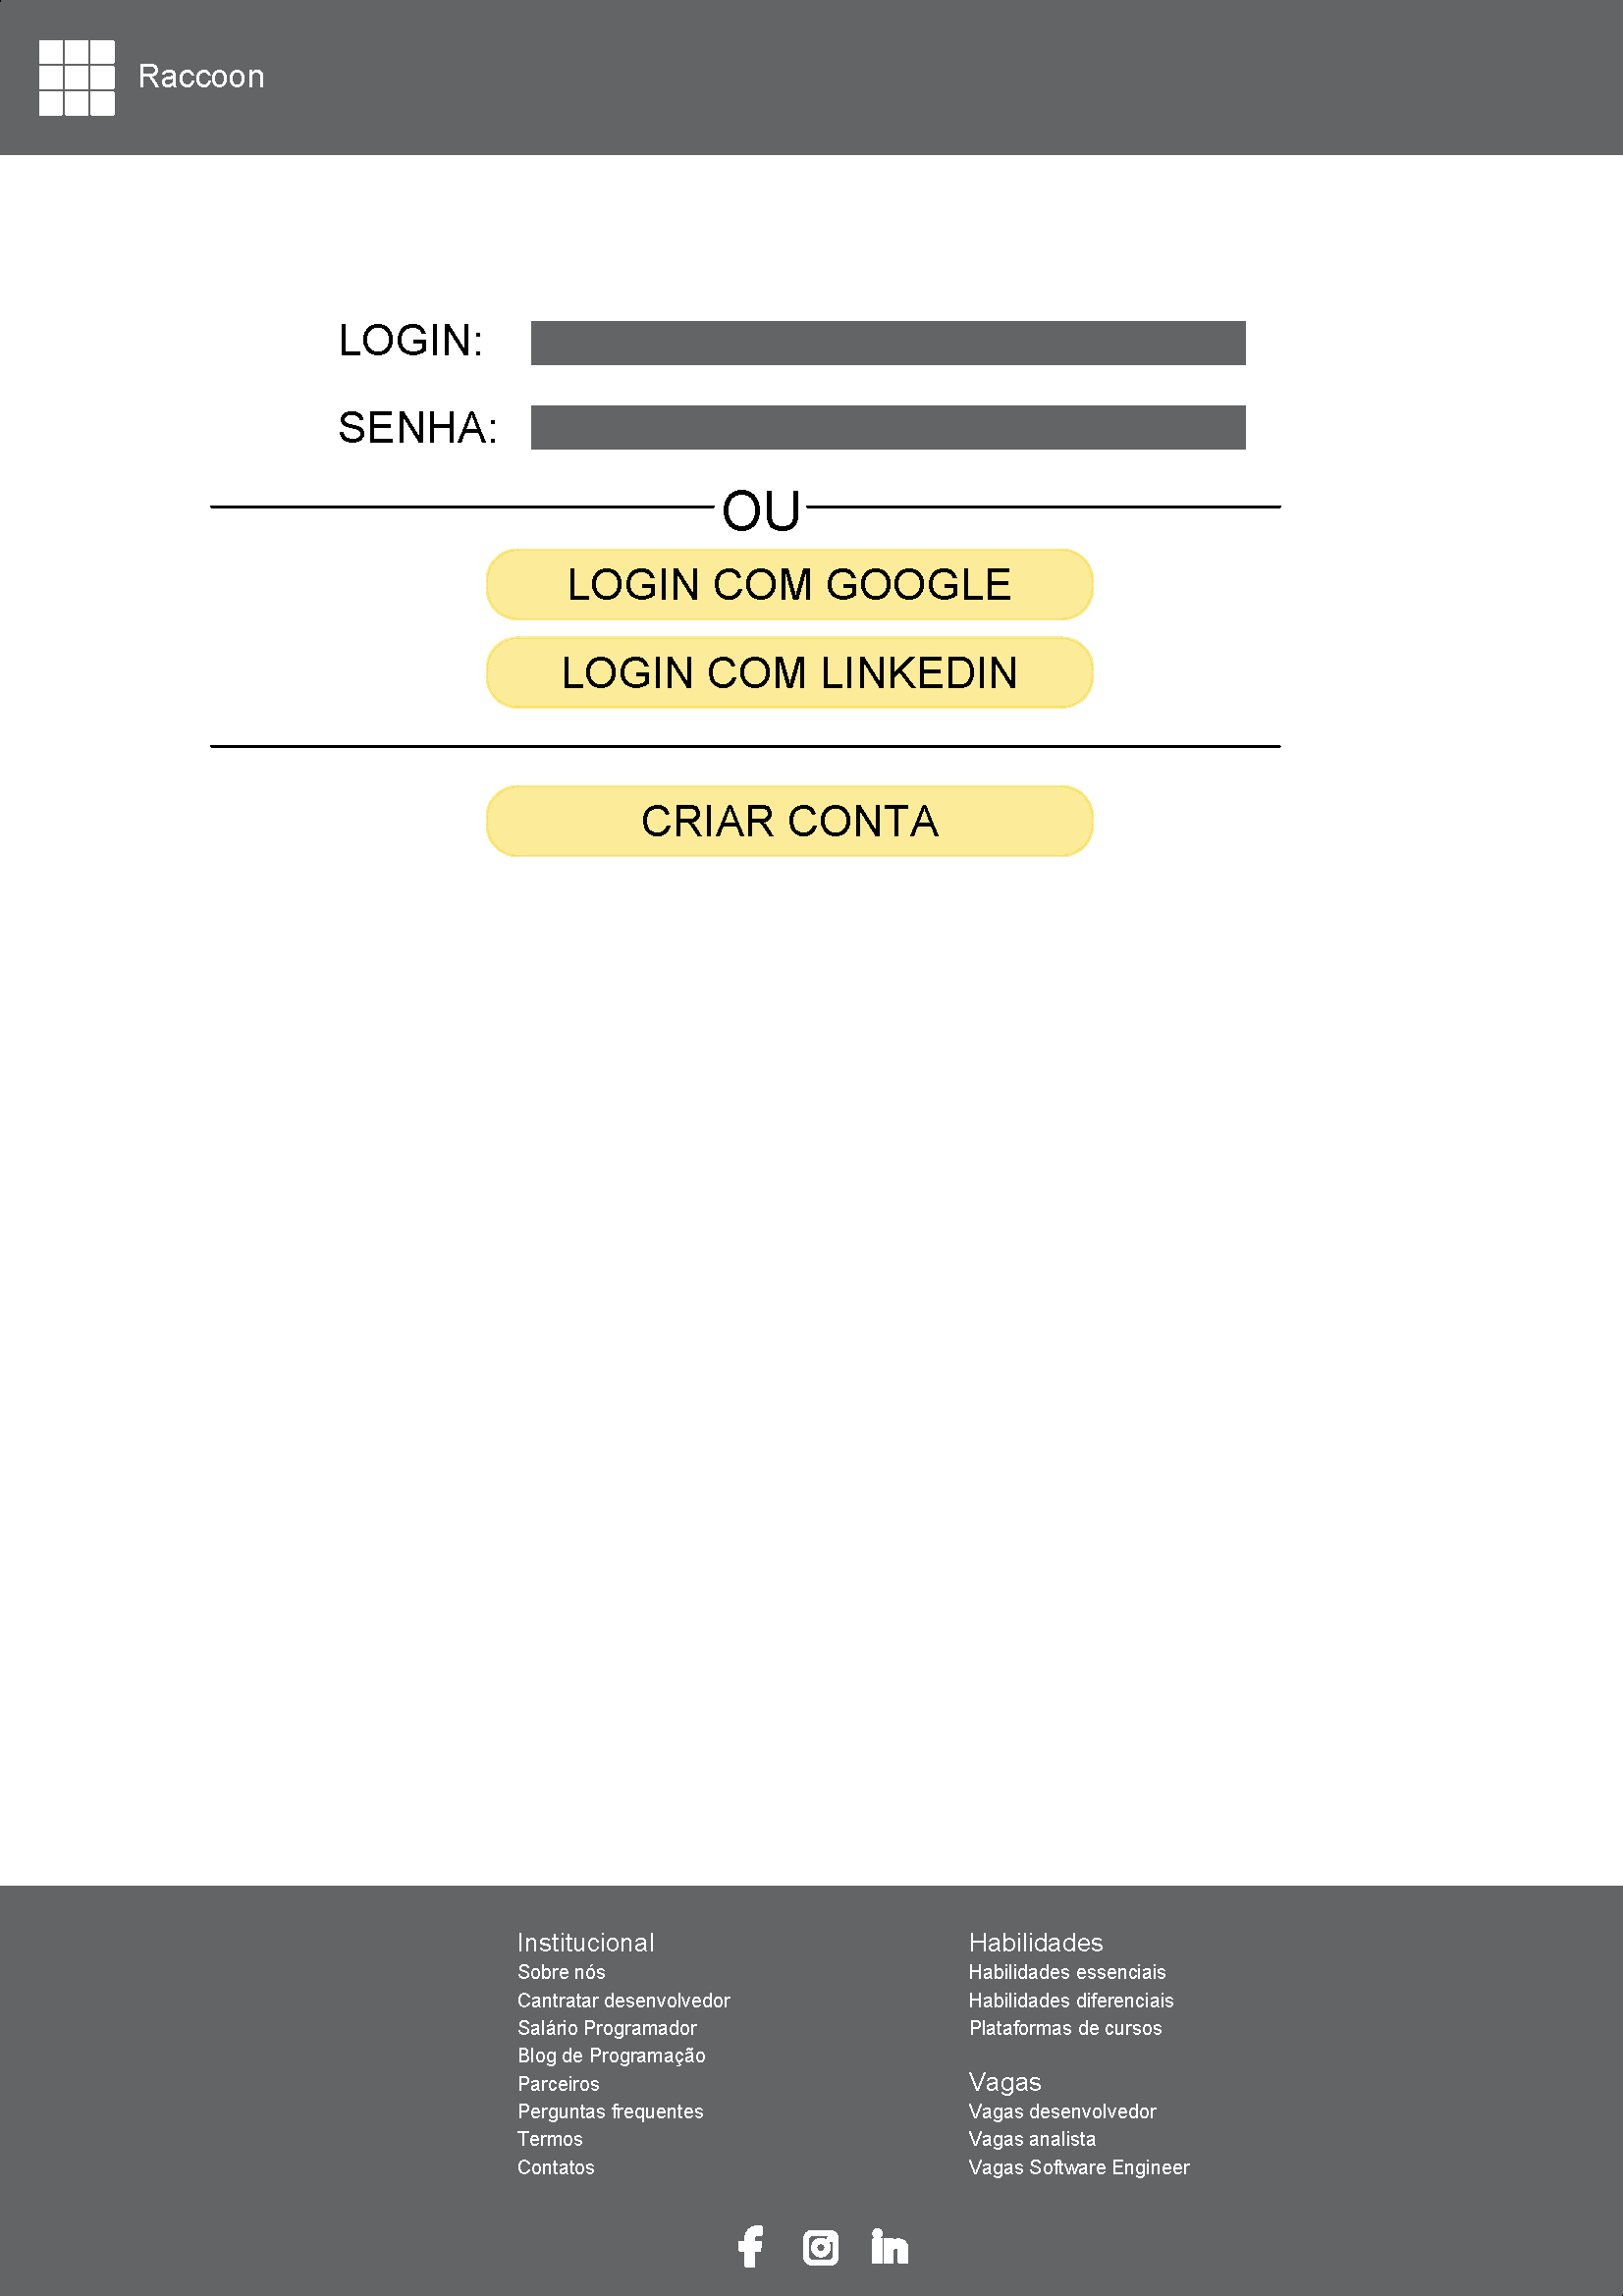 Raccoon
LOGIN:
SENHA:
OU
LOGIN COM GOOGLE
LOGIN COM LINKEDIN
CRIAR CONTA
Institucional
Sobre nós
Cantratar desenvolvedor
Salário Programador
Blog de Programação
Parceiros
Perguntas frequentes
Termos
Contatos
Habilidades
Habilidades essenciais
Habilidades diferenciais
Plataformas de cursos
Vagas
Vagas desenvolvedor
Vagas analista
Vagas Software Engineer